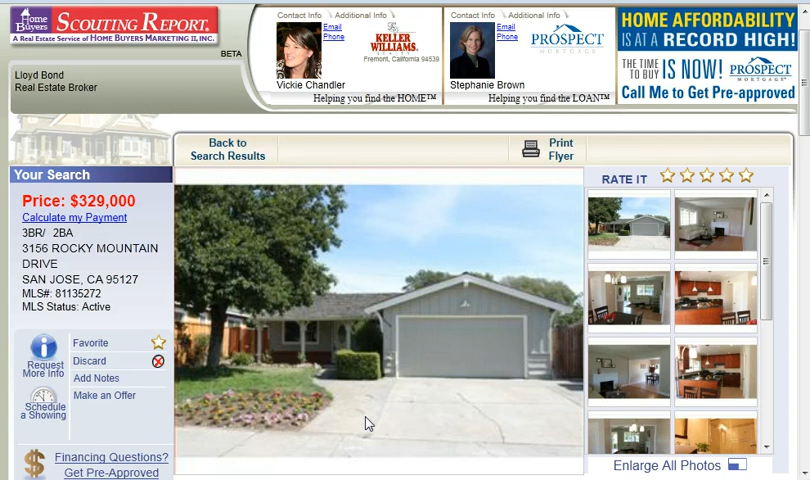 Home Buyers
SCOUTING REPORT®
A Real Estate Service of HOME BUYERS MARKETING II, INC.
BETA
Lloyd Bond
Real Estate Broker
Contact Info
Additional Info
Email
Phone
KELLER WILLIAMS.
Fremont, California 94539
Vickie Chandler
Helping you find the HOME™
Contact Info
Additional Info
Email
Phone
PROSPECT
MORTGAGE
Stephanie Brown
Helping you find the LOAN™
HOME AFFORDABILITY
IS AT A RECORD HIGH!
THE TIME
TO BUY IS NOW!
PROSPECT
MORTGAGE
Call Me to Get Pre-approved
Back to
Search Results
Print
Flyer
Your Search
Price: $329,000
Calculate my Payment
3BR/ 2BA
3156 ROCKY MOUNTAIN
DRIVE
SAN JOSE, CA 95127
MLS#: 81135272
MLS Status: Active
Request
More Info
Schedule
a Showing
Favorite
Discard
Add Notes
Make an Offer
Financing Questions?
Get Pre-Approved
RATE IT
Enlarge All Photos